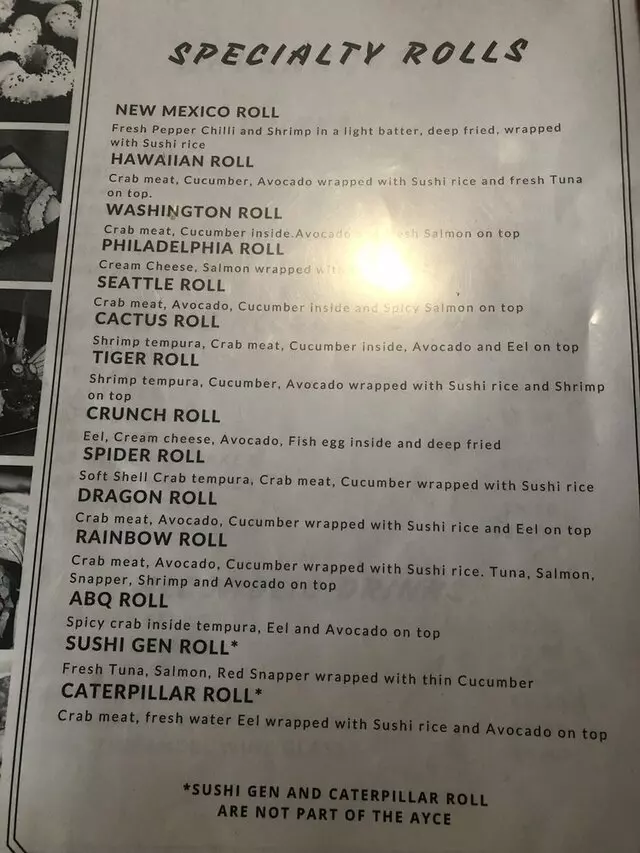 SPECIALTY ROLLS
NEW MEXICO ROLL
Fresh Pepper Chilli and Shrimp in a light batter, deep fried, wrapped
with Sushi rice
HAWAIIAN ROLL
Crab meat, Cucumber, Avocado wrapped with Sushi rice and fresh Tuna
on top.
WASHINGTON ROLL
Crab meat, Cucumber inside.Avocado Salmon on top
PHILADELPHIA ROLL
Cream Cheese, Salmon wrapped with
SEATTLE ROLL
Crab meat, Avocado, Cucumber inside and Spicy Salmon on top
CACTUS ROLL
Shrimp tempura, Crab meat, Cucumber inside, Avocado and Eel on top
TIGER ROLL
Shrimp tempura, Cucumber, Avocado wrapped with Sushi rice and Shrimp
on top
CRUNCH ROLL
Eel, Cream cheese, Avocado, Fish egg inside and deep fried
SPIDER ROLL
Soft Shell Crab tempura, Crab meat, Cucumber wrapped with Sushi rice
DRAGON ROLL
Crab meat, Avocado, Cucumber wrapped with Sushi rice and Eel on top
RAINBOW ROLL
Crab meat, Avocado, Cucumber wrapped with Sushi rice. Tuna, Salmon,
Snapper, Shrimp and Avocado on top
ABQ ROLL
Spicy crab inside tempura, Eel and Avocado on top
SUSHI GEN ROLL*
Fresh Tuna, Salmon, Red Snapper wrapped with thin Cucumber
CATERPILLAR ROLL*
Crab meat, fresh water Eel wrapped with Sushi rice and Avocado on top
*SUSHI GEN AND CATERPILLAR ROLL
ARE NOT PART OF THE AYCE